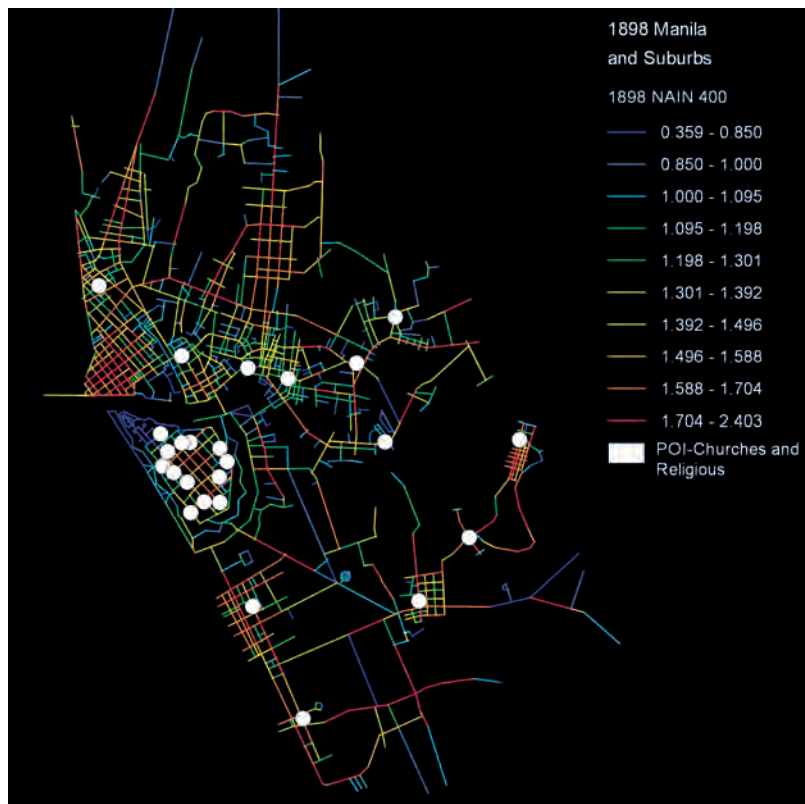 1898 Manila
and Suburbs
1898 NAIN 400
0.359 - 0.850
0.850 - 1.000
1.000 - 1.095
1.095 - 1.198
1.198 - 1.301
1.301 - 1.392
1.392 - 1.496
1.496 - 1.588
1.588 - 1.704
1.704 - 2.403
POI-Churches and
Religious